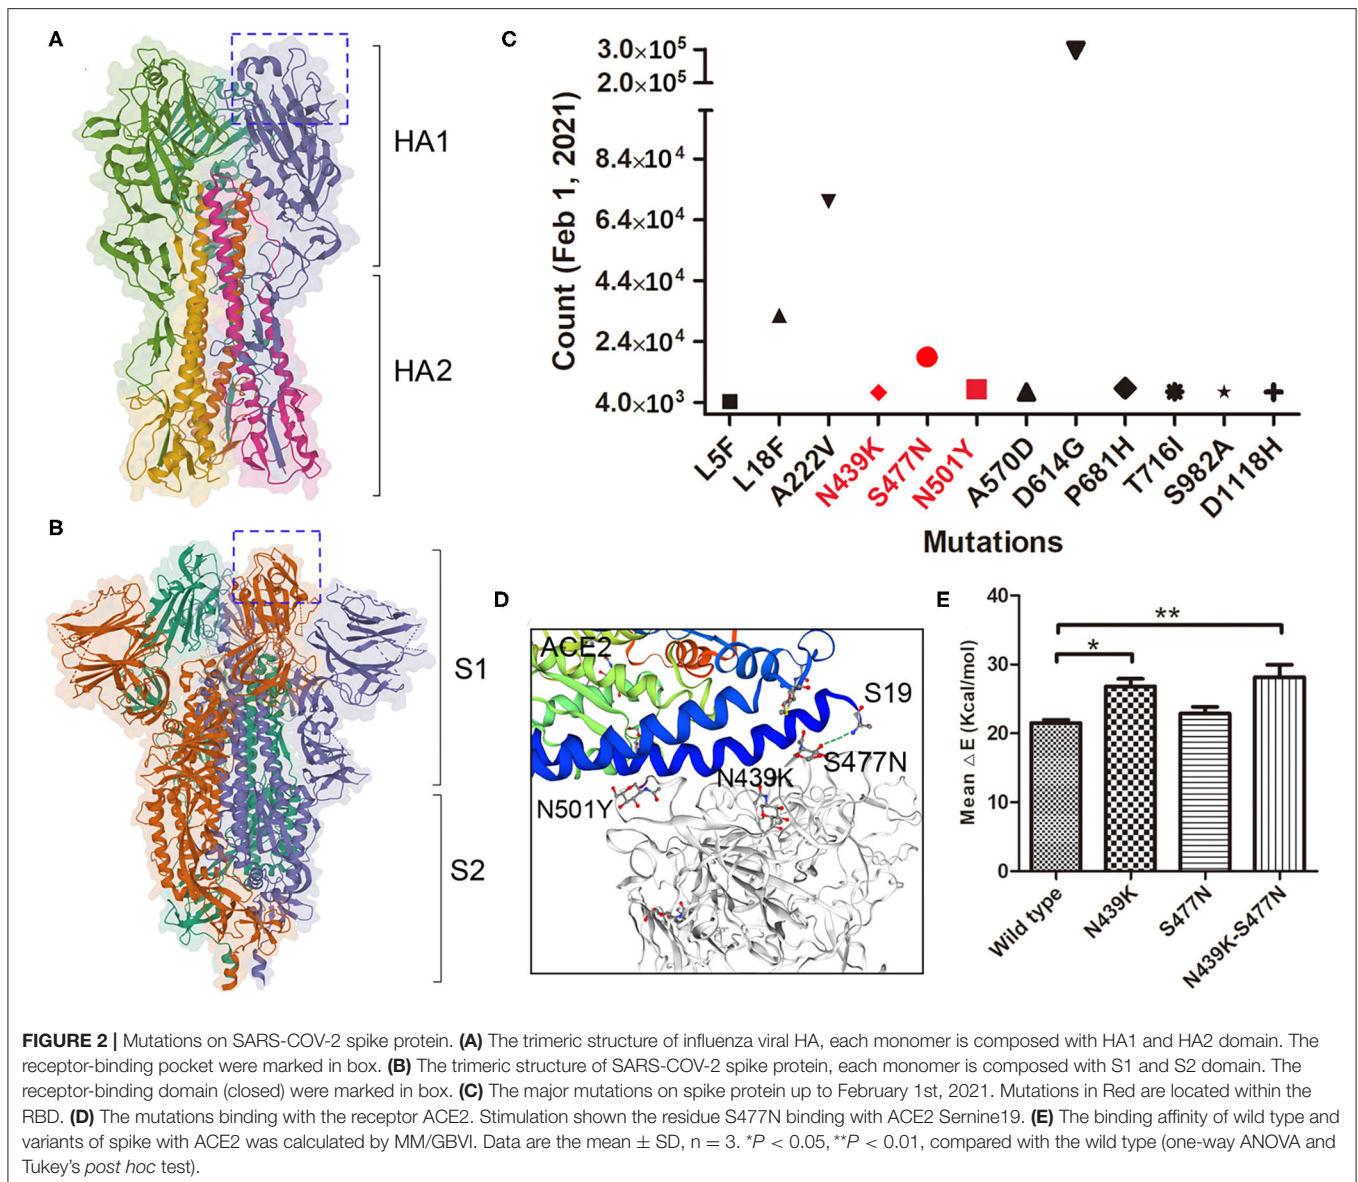 A
HA1
HA2
B
S1
S2
C
Count (Feb 1, 2021)
3.0×10⁵
2.0×10⁵
8.4×10⁴
6.4×10⁴
4.4×10⁴
2.4×10⁴
4.0×10³
L5F
L18F
A222V
N439K
S477N
N501Y
A570D
D614G
P681H
T716I
S982A
D1118H
Mutations
D
ACE2
S19
S477N
N439K
N501Y
E
Mean △ E (Kcal/mol)
40
30
20
10
0
*
**
Wild type
N439K
S477N
N439K-S477N
FIGURE 2 | Mutations on SARS-COV-2 spike protein. (A) The trimeric structure of influenza viral HA, each monomer is composed with HA1 and HA2 domain. The
receptor-binding pocket were marked in box. (B) The trimeric structure of SARS-COV-2 spike protein, each monomer is composed with S1 and S2 domain. The
receptor-binding domain (closed) were marked in box. (C) The major mutations on spike protein up to February 1st, 2021. Mutations in Red are located within the
RBD. (D) The mutations binding with the receptor ACE2. Stimulation shown the residue S477N binding with ACE2 Sernine19. (E) The binding affinity of wild type and
variants of spike with ACE2 was calculated by MM/GBVI. Data are the mean ± SD, n = 3. *P < 0.05, **P < 0.01, compared with the wild type (one-way ANOVA and
Tukey's post hoc test).